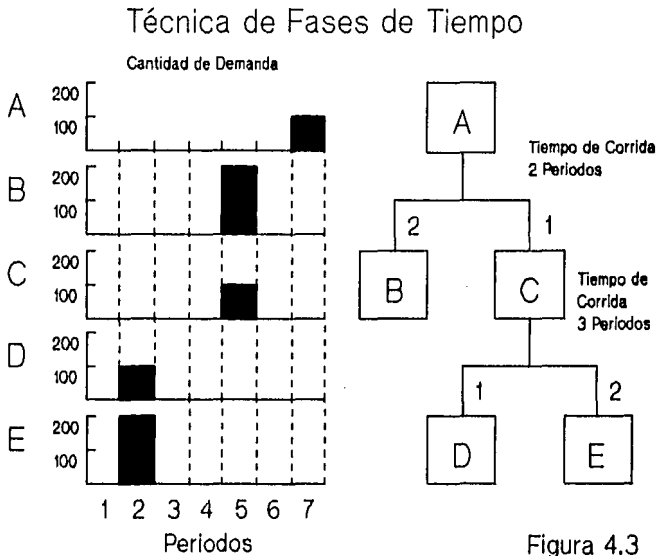 Técnica de Fases de Tiempo
Cantidad de Demanda
A
200
100
B
200
100
C
200
100
D
200
100
E
200
100
1 2 3 4 5 6 7
Periodos
A
Tiempo de Corrida
2 Periodos
2
1
B
C
Tiempo de
Corrida
3 Periodos
1
2
D
E
Figura 4.3